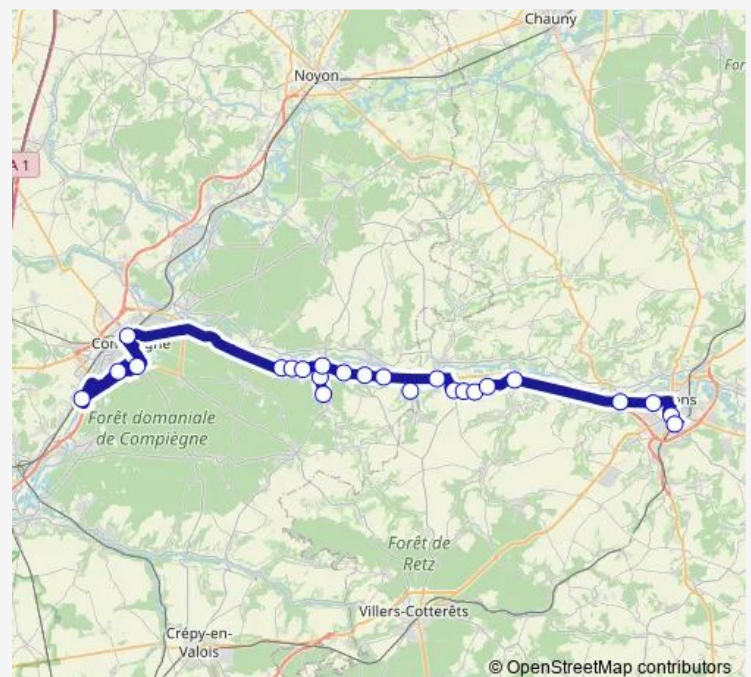 Chauny
Noyon
For
A 1
Com gne
ens
Forêt domaniale
de Compiègne
Forêt de
Retz
Villers-Cotterêts
Crépy-en-
Valois
© OpenStreetMap contributors